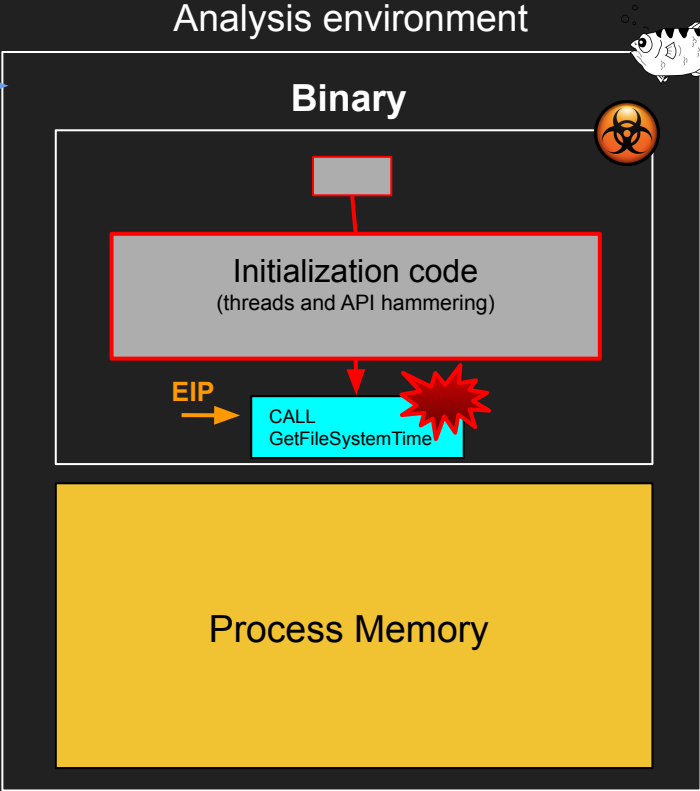 Analysis environment
Binary
Initialization code
(threads and API hammering)
EIP
CALL
GetFileSystemTime
Process Memory